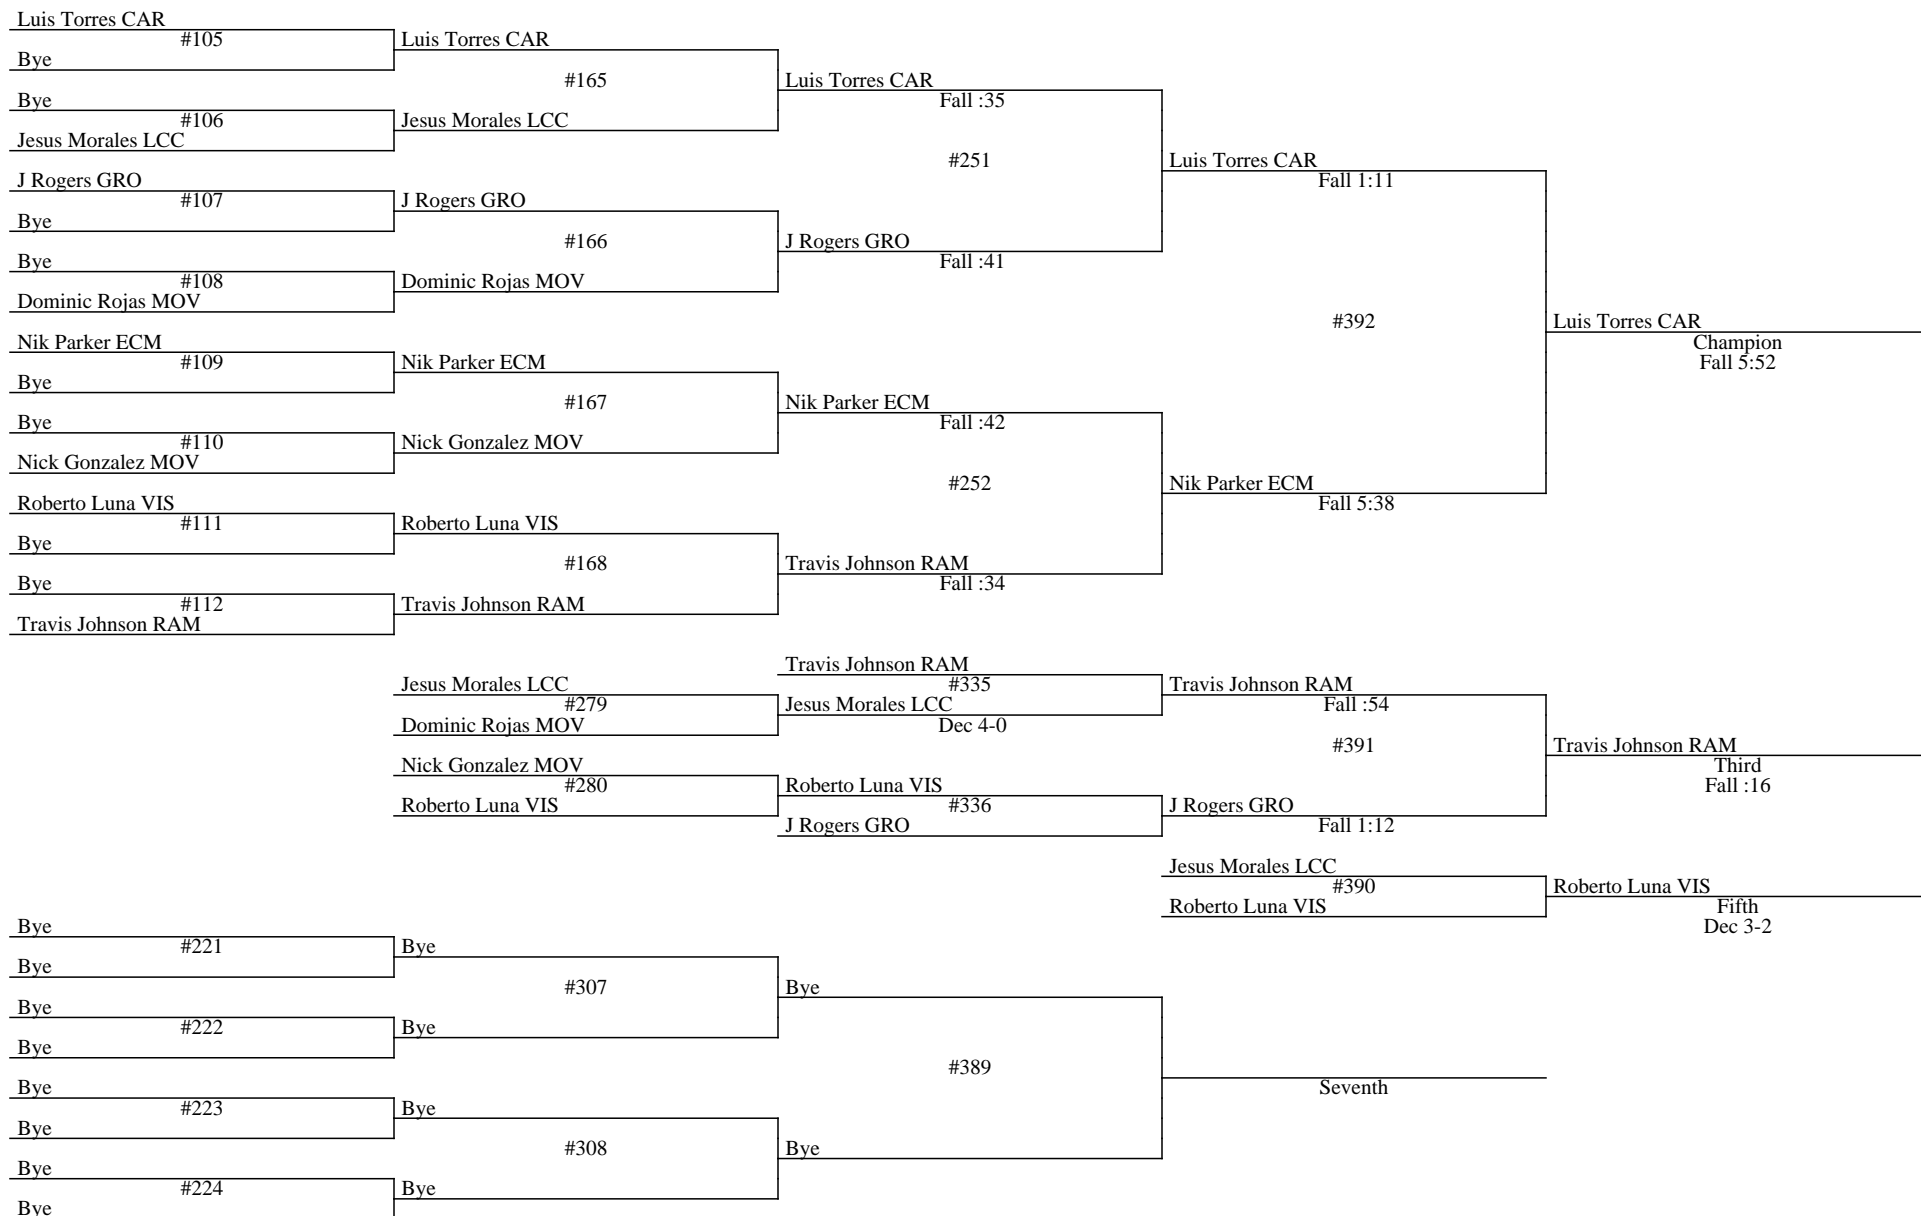 Luis Torres CAR
#105
Luis Torres CAR
Bye
#165
Luis Torres CAR
Bye
Fall :35
#106
Jesus Morales LCC
Jesus Morales LCC
#251
Luis Torres CAR
J Rogers GRO
Fall 1:11
#107
J Rogers GRO
Bye
#166
J Rogers GRO
Bye
Fall :41
#108
Dominic Rojas MOV
Dominic Rojas MOV
#392
Luis Torres CAR
Nik Parker ECM
Champion
#109
Nik Parker ECM
Fall 5:52
Bye
#167
Nik Parker ECM
Bye
Fall :42
#110
Nick Gonzalez MOV
Nick Gonzalez MOV
#252
Nik Parker ECM
Roberto Luna VIS
Fall 5:38
#111
Roberto Luna VIS
Bye
#168
Travis Johnson RAM
Bye
Fall :34
#112
Travis Johnson RAM
Travis Johnson RAM
Travis Johnson RAM
Jesus Morales LCC
#335
Travis Johnson RAM
#279
Jesus Morales LCC
Fall :54
Dominic Rojas MOV
Dec 4-0
#391
Travis Johnson RAM
Nick Gonzalez MOV
Third
#280
Roberto Luna VIS
Fall :16
Roberto Luna VIS
#336
J Rogers GRO
J Rogers GRO
Fall 1:12
Jesus Morales LCC
#390
Roberto Luna VIS
Roberto Luna VIS
Fifth
Dec 3-2
Bye
#221
Bye
Bye
#307
Bye
Bye
#222
Bye
Bye
#389
Seventh
Bye
#223
Bye
Bye
#308
Bye
Bye
#224
Bye
Bye